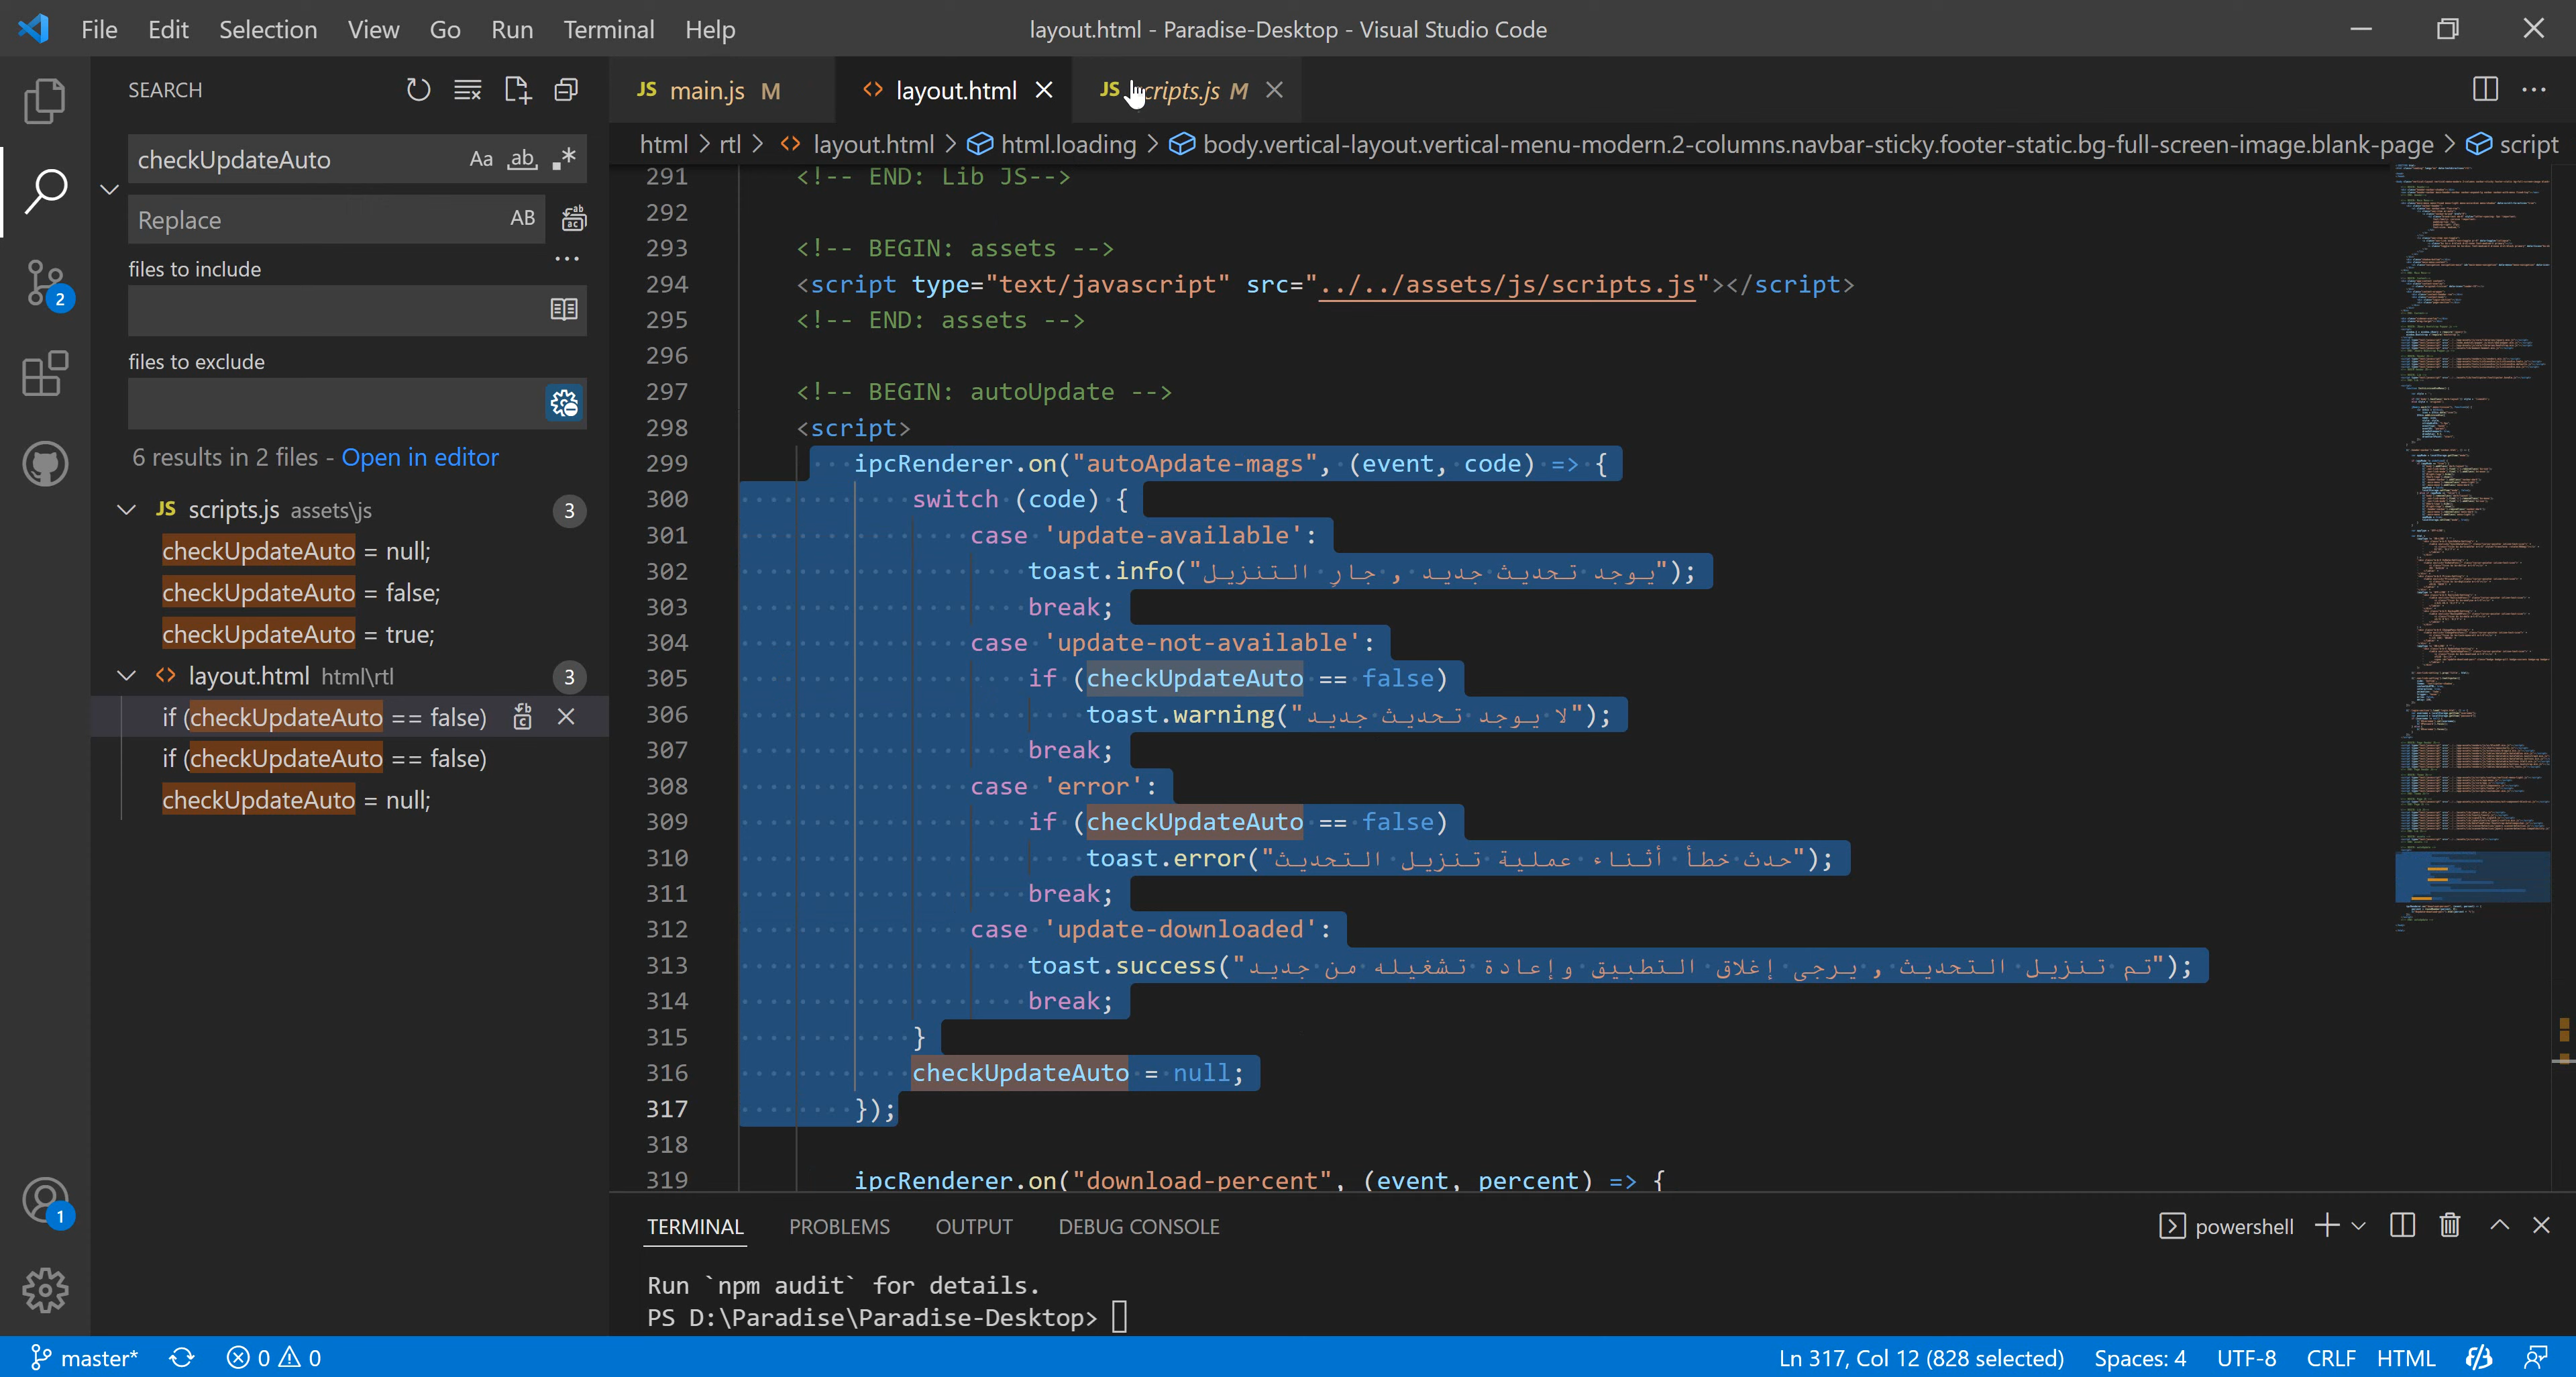 File Edit Selection View Go Run Terminal Help
layout.html - Paradise-Desktop - Visual Studio Code
SEARCH
checkUpdateAuto
Aa ab .*
Replace
AB
files to include
files to exclude
6 results in 2 files - Open in editor
JS scripts.js assets\js 3
checkUpdateAuto = null;
checkUpdateAuto = false;
checkUpdateAuto = true;
<> layout.html html\rtl 3
if (checkUpdateAuto == false)
if (checkUpdateAuto == false)
checkUpdateAuto = null;
2
1
JS main.js M
<> layout.html
JS cripts.js M
html > rtl > <> layout.html > html.loading > body.vertical-layout.vertical-menu-modern.2-columns.navbar-sticky.footer-static.bg-full-screen-image.blank-page > script
291 <!-- END: Lib JS-->
292
293 <!-- BEGIN: assets -->
294 <script type="text/javascript" src="../../assets/js/scripts.js"></script>
295 <!-- END: assets -->
296
297 <!-- BEGIN: autoUpdate -->
298 <script>
299 ipcRenderer.on("autoApdate-mags", (event, code) => {
300 switch (code) {
301 case 'update-available':
302 toast.info("يوجد تحديث جديد , جارِ التنزيل");
303 break;
304 case 'update-not-available':
305 if (checkUpdateAuto == false)
306 toast.warning("لا يوجد تحديث جديد");
307 break;
308 case 'error':
309 if (checkUpdateAuto == false)
310 toast.error("حدث خطأ أثناء عملية تنزيل التحديث");
311 break;
312 case 'update-downloaded':
313 toast.success("تم تنزيل التحديث , يرجى إغلاق التطبيق وإعادة تشغيله من جديد");
314 break;
315 }
316 checkUpdateAuto = null;
317 });
318
319 ipcRenderer.on("download-percent", (event, percent) => {
TERMINAL PROBLEMS OUTPUT DEBUG CONSOLE
powershell
Run `npm audit` for details.
PS D:\Paradise\Paradise-Desktop>
master* 0 0
Ln 317, Col 12 (828 selected) Spaces: 4 UTF-8 CRLF HTML